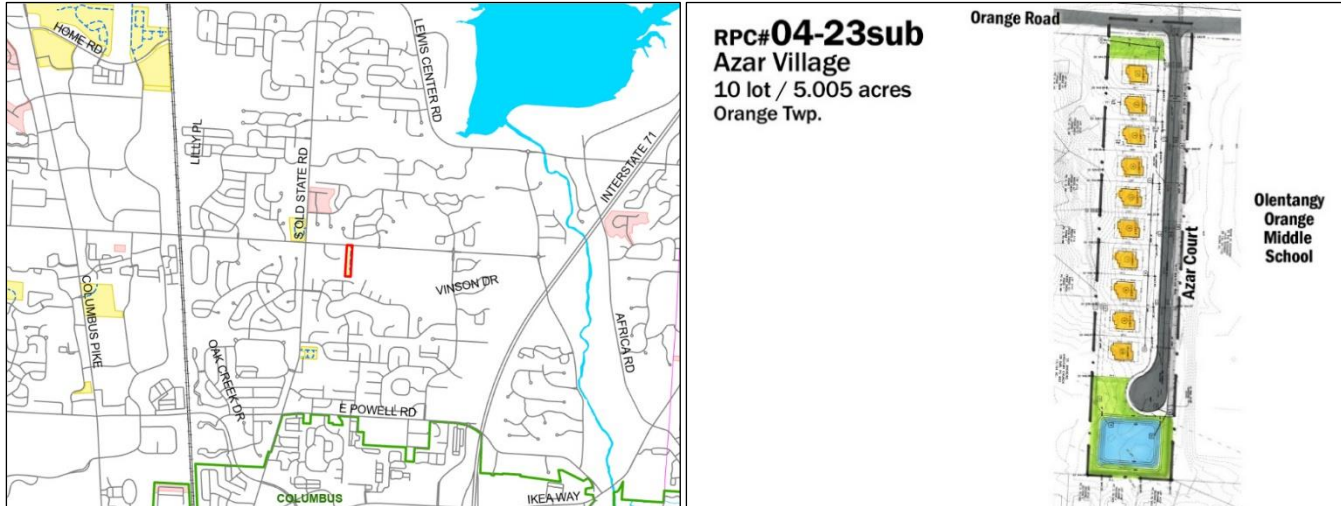 HOME RD
LEWIS CENTER RD
LILLY PL
S OLD STATE RD
INTERSTATE 71
COLUMBUS PIKE
VINSON DR
AFRICA RD
OAK CREEK DR
E POWELL RD
COLUMBUS
IKEA WAY
RPC#04-23sub
Azar Village
10 lot / 5.005 acres
Orange Twp.
Orange Road
Azar Court
Olentangy
Orange
Middle
School